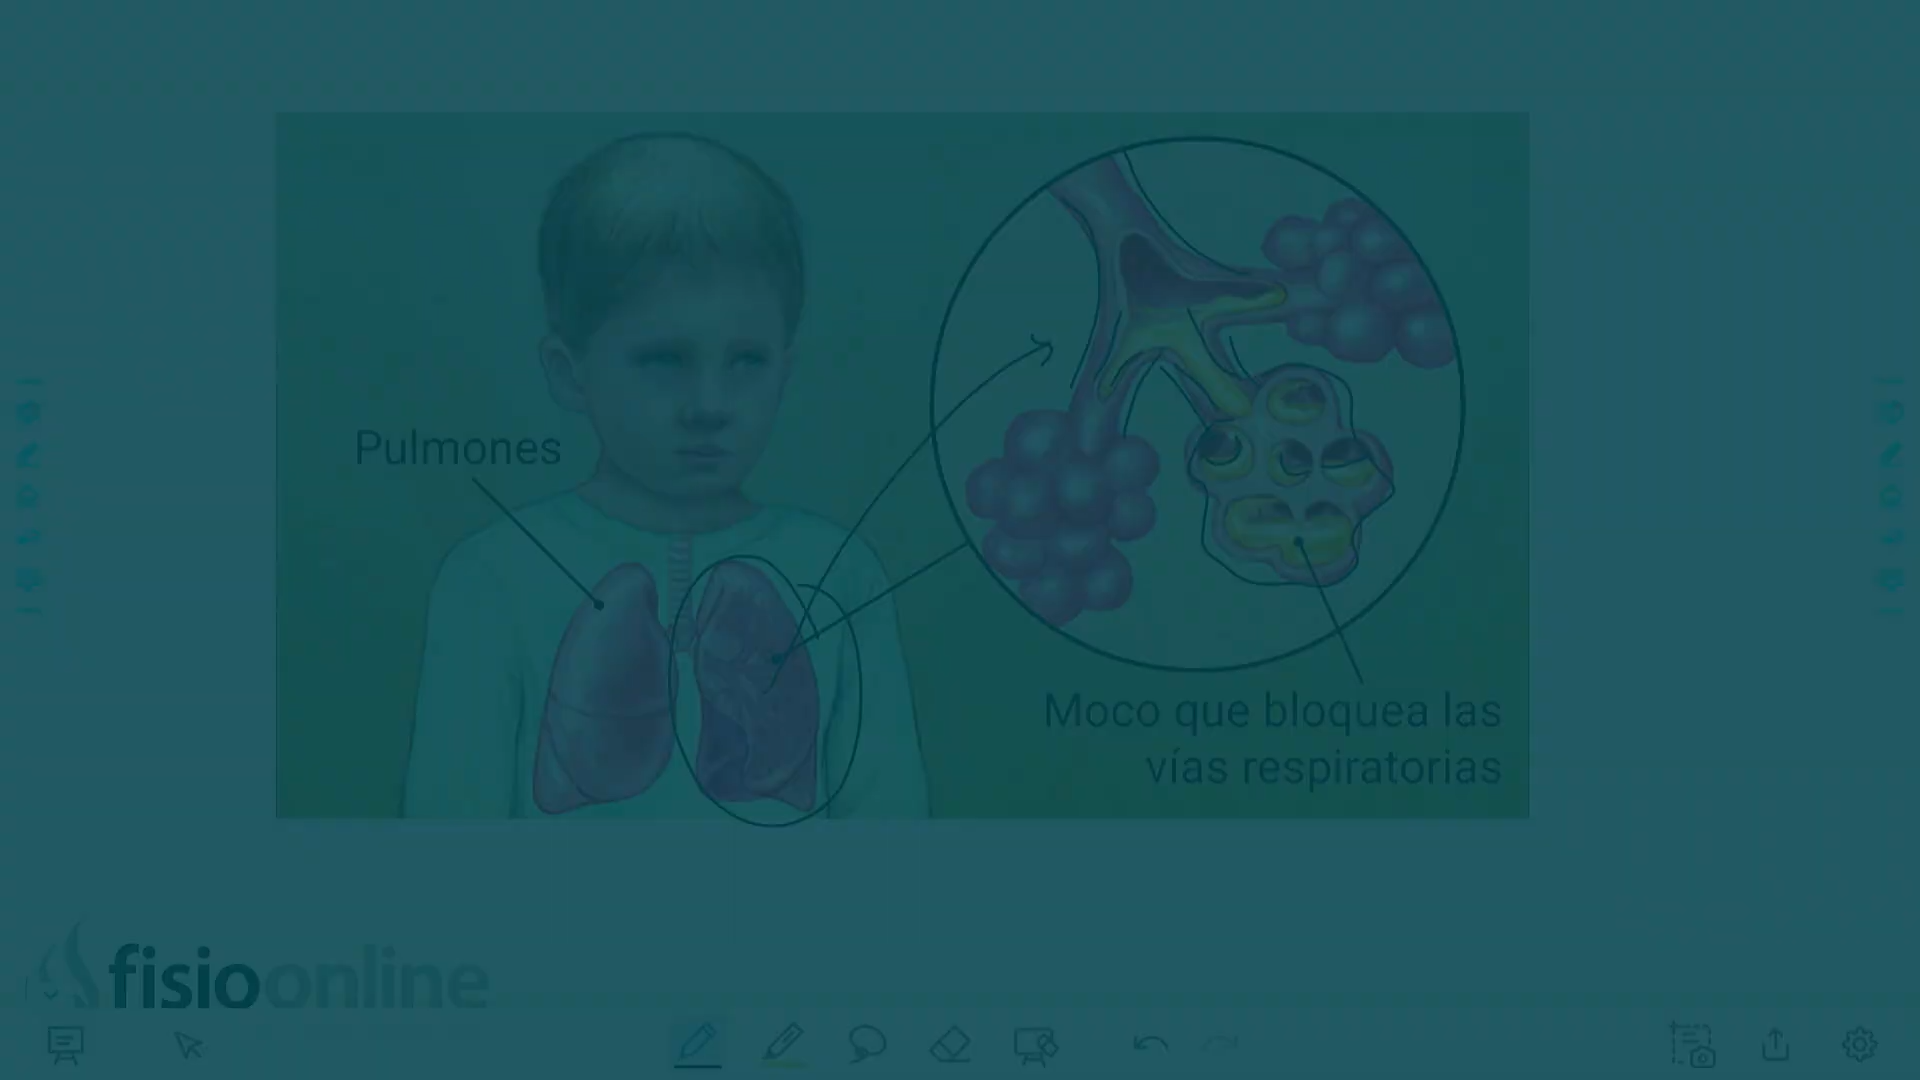 Pulmones
Moco que bloquea las
vías respiratorias
fisioonline